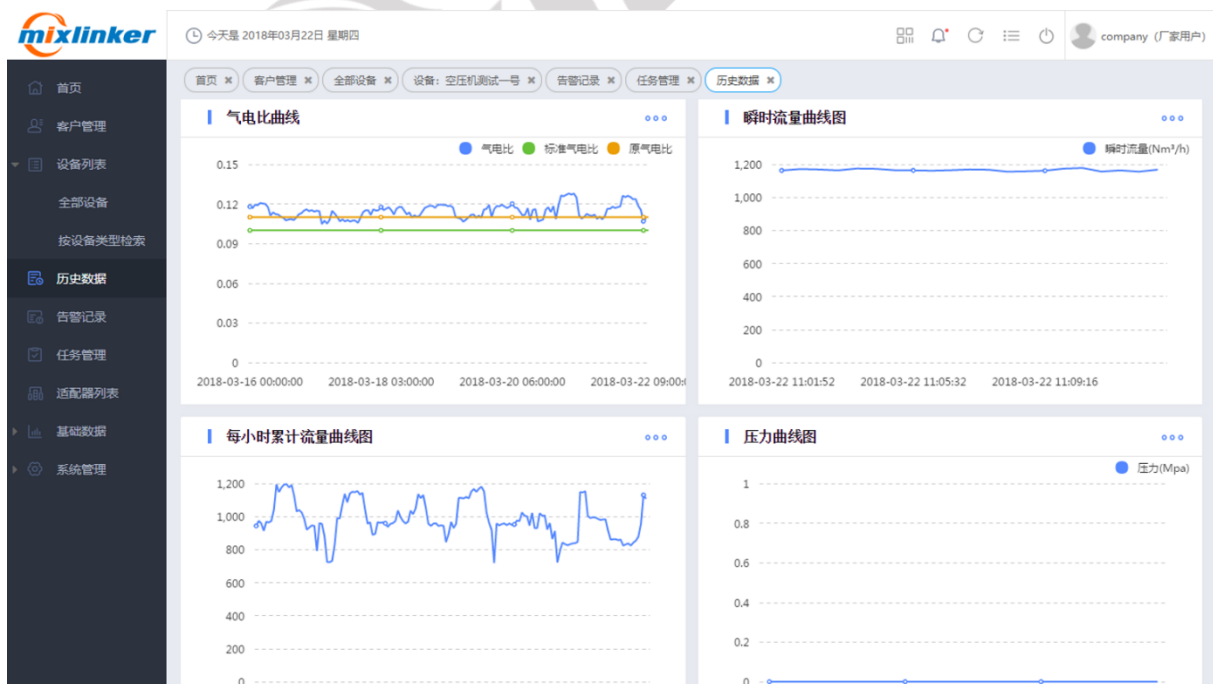 mixlinker
今天是 2018年03月22日 星期四
company（厂家用户）
首页
客户管理
设备列表
全部设备
按设备类型检索
历史数据
告警记录
任务管理
适配器列表
基础数据
系统管理
首页 × 客户管理 × 全部设备 × 设备：空压机测试一号 × 告警记录 × 任务管理 × 历史数据 ×
气电比曲线
气电比 标准气电比 原气电比
0.15
0.12
0.09
0.06
0.03
0
2018-03-16 00:00:00 2018-03-18 03:00:00 2018-03-20 06:00:00 2018-03-22 09:00:
瞬时流量曲线图
瞬时流量(Nm³/h)
1,200
1,000
800
600
400
200
0
2018-03-22 11:01:52 2018-03-22 11:05:32 2018-03-22 11:09:16
每小时累计流量曲线图
1,200
1,000
800
600
400
200
0
压力曲线图
压力(Mpa)
1
0.8
0.6
0.4
0.2
0